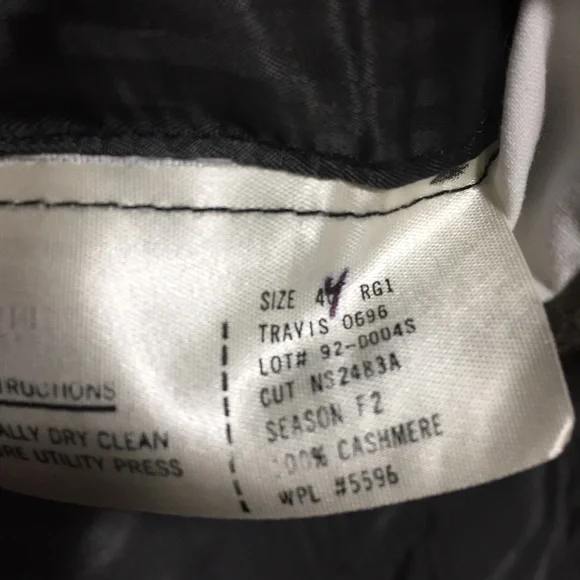 SIZE 44 RG1
TRAVIS 0696
LOT# 92-0004S
CUT NS2483A
SEASON F2
100% CASHMERE
WPL #5596
TRUCTIONS
ALLY DRY CLEAN
URE UTILITY PRESS